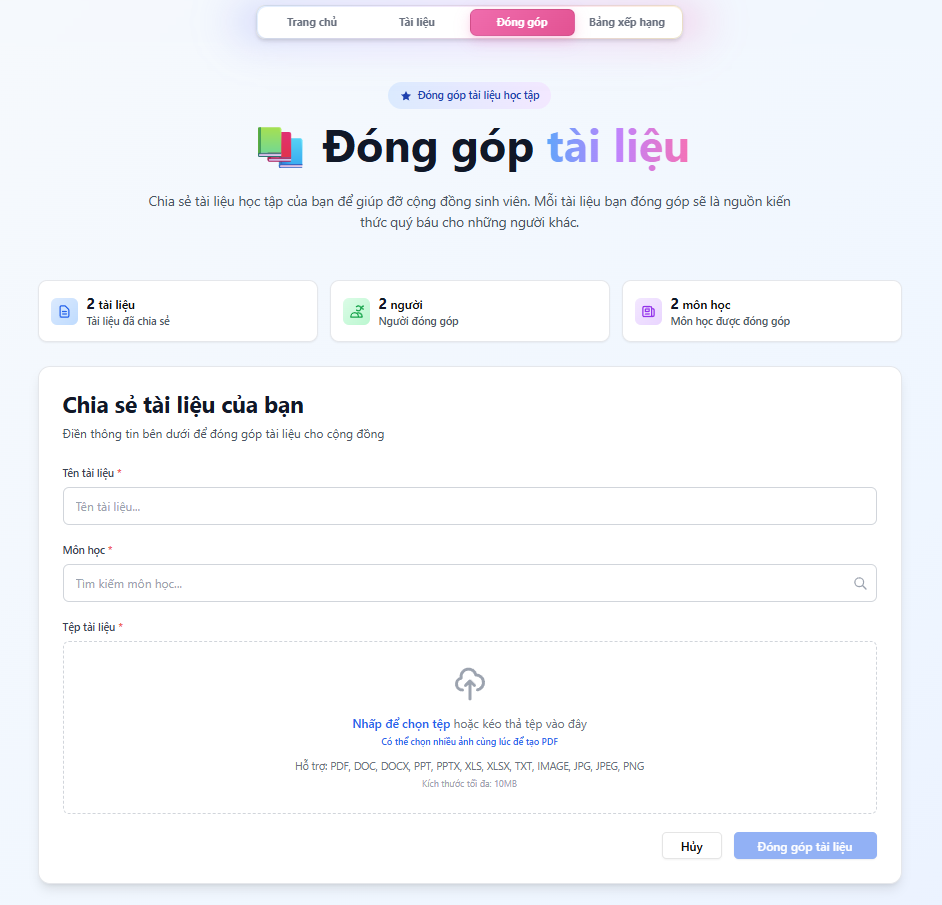 Trang chủ
Tài liệu
Đóng góp
Bảng xếp hạng
Đóng góp tài liệu học tập
Đóng góp tài liệu
Chia sẻ tài liệu học tập của bạn để giúp đỡ cộng đồng sinh viên. Mỗi tài liệu bạn đóng góp sẽ là nguồn kiến
thức quý báu cho những người khác.
2 tài liệu
Tài liệu đã chia sẻ
2 người
Người đóng góp
2 môn học
Môn học được đóng góp
Chia sẻ tài liệu của bạn
Điền thông tin bên dưới để đóng góp tài liệu cho cộng đồng
Tên tài liệu *
Tên tài liệu...
Môn học *
Tìm kiếm môn học...
Tệp tài liệu *
Nhấp để chọn tệp hoặc kéo thả tệp vào đây
Có thể chọn nhiều ảnh cùng lúc để tạo PDF
Hỗ trợ: PDF, DOC, DOCX, PPT, PPTX, XLS, XLSX, TXT, IMAGE, JPG, JPEG, PNG
Kích thước tối đa: 10MB
Hủy
Đóng góp tài liệu